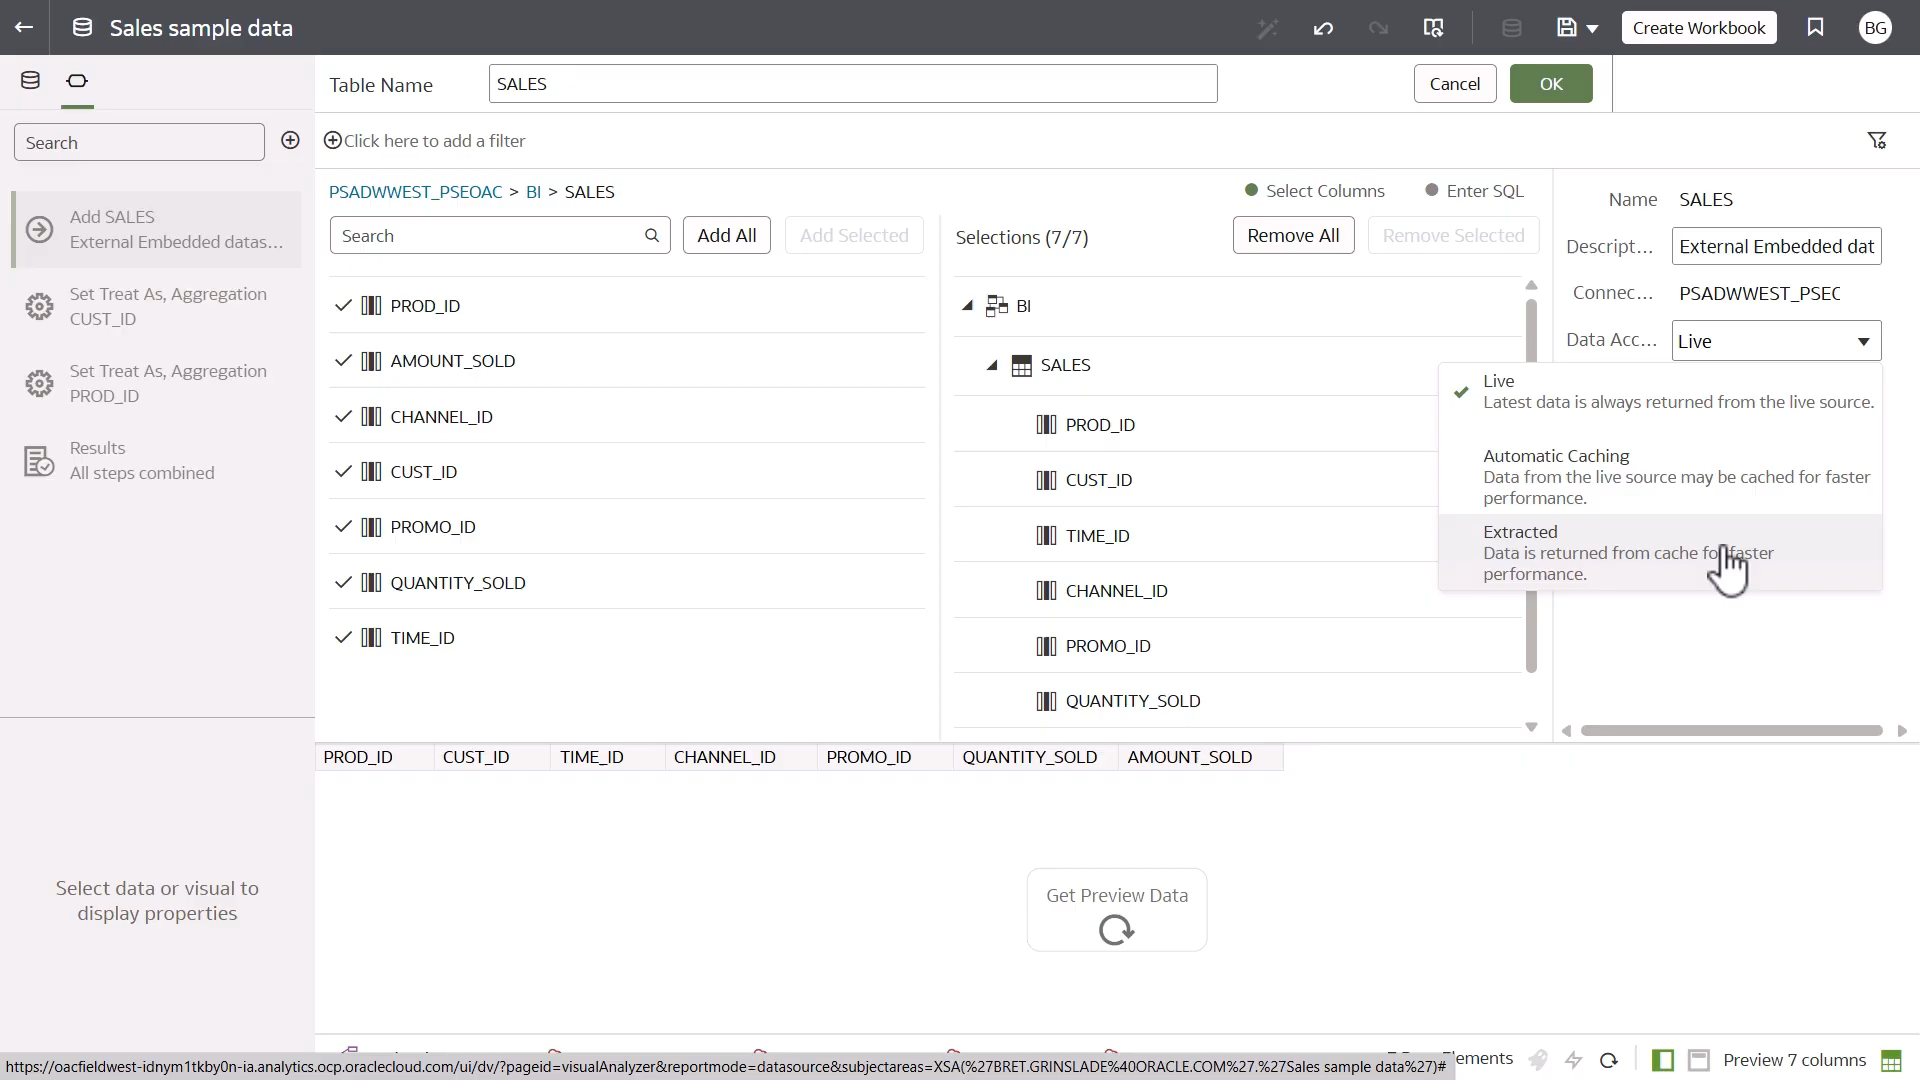 Sales sample data
Create Workbook
BG
Table Name
SALES
Cancel
OK
Search
Click here to add a filter
Add SALES
External Embedded datas...
Set Treat As, Aggregation
CUST_ID
Set Treat As, Aggregation
PROD_ID
Results
All steps combined
Select data or visual to
display properties
PSADWWEST_PSEOAC > BI > SALES
Search
Add All
Add Selected
PROD_ID
AMOUNT_SOLD
CHANNEL_ID
CUST_ID
PROMO_ID
QUANTITY_SOLD
TIME_ID
Select Columns
Enter SQL
Selections (7/7)
Remove All
Remove Selected
BI
SALES
PROD_ID
CUST_ID
TIME_ID
CHANNEL_ID
PROMO_ID
QUANTITY_SOLD
Name SALES
Descript... External Embedded dat
Connec... PSADWWEST_PSEC
Data Acc... Live
Live
Latest data is always returned from the live source.
Automatic Caching
Data from the live source may be cached for faster
performance.
Extracted
Data is returned from cache for faster
performance.
PROD_ID CUST_ID TIME_ID CHANNEL_ID PROMO_ID QUANTITY_SOLD AMOUNT_SOLD
Get Preview Data
Preview 7 columns
https://oacfieldwest-idnym1tkby0n-ia.analytics.ocp.oraclecloud.com/ui/dv/?pageid=visualAnalyzer&reportmode=datasource&subjectareas=XSA(%27BRET.GRINSLADE%40ORACLE.COM%27.%27Sales sample data%27)#